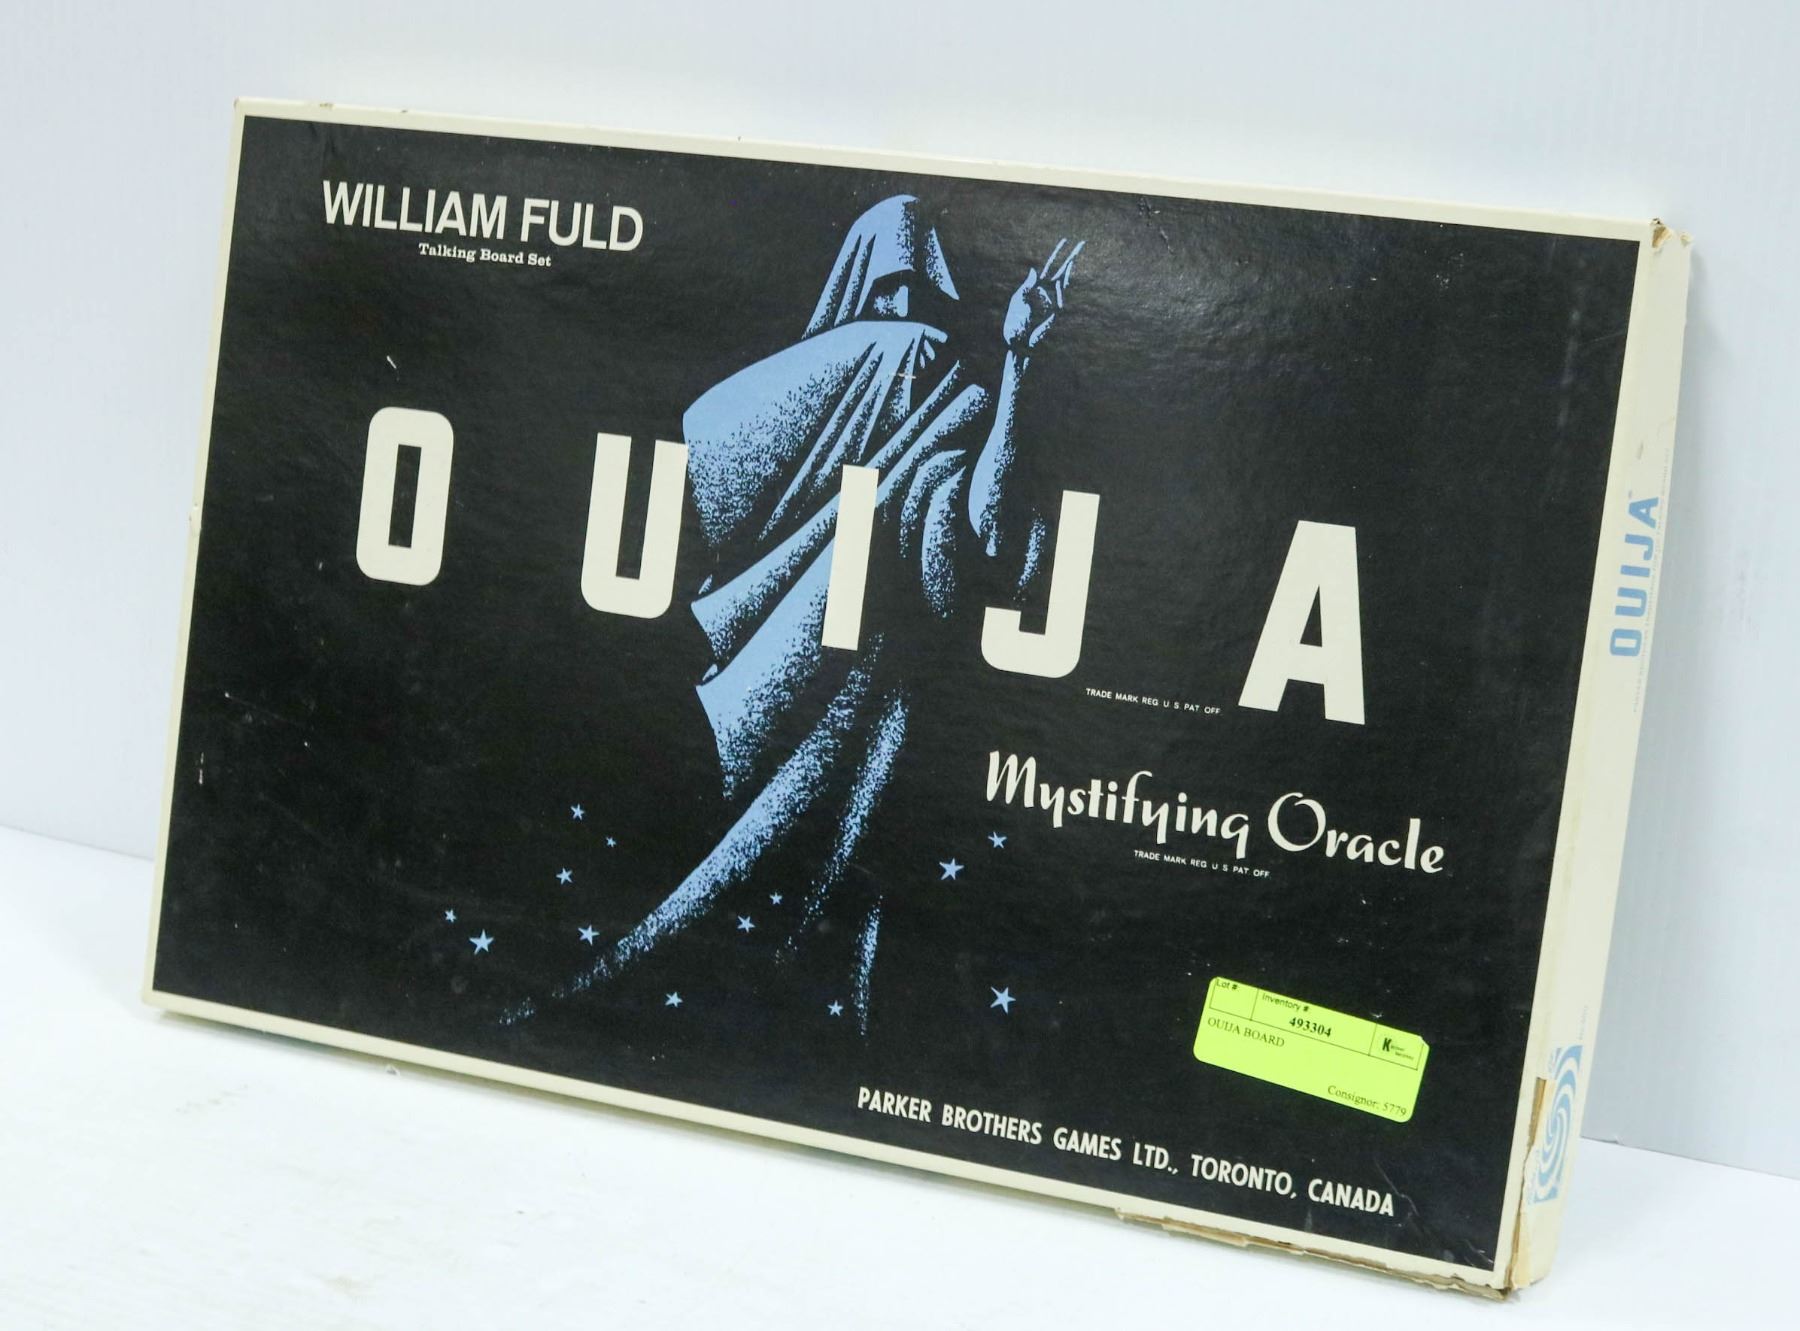 WILLIAM FULD
Talking Board Set
OUIJA
TRADE MARK REG. U. S. PAT. OFF.
Mystifying Oracle
TRADE MARK REG. U. S. PAT. OFF.
Lot #
Inventory #
493304
K
OUIJA BOARD
Consignor: 5779
PARKER BROTHERS GAMES LTD., TORONTO, CANADA
OUIJA™